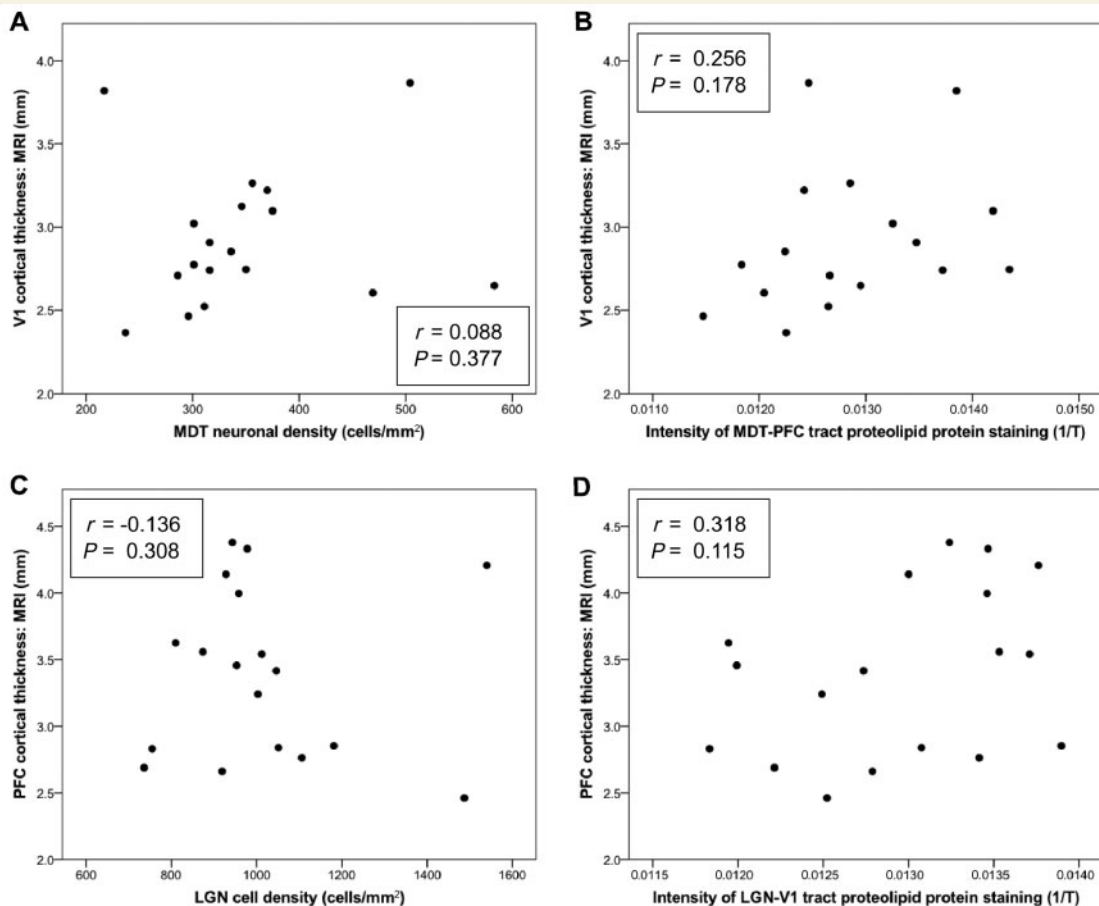 A
V1 cortical thickness: MRI (mm)
4.0
3.5
3.0
2.5
2.0
r = 0.088
P = 0.377
200 300 400 500 600
MDT neuronal density (cells/mm²)
B
V1 cortical thickness: MRI (mm)
4.0
3.5
3.0
2.5
2.0
r = 0.256
P = 0.178
0.0110 0.0120 0.0130 0.0140 0.0150
Intensity of MDT-PFC tract proteolipid protein staining (1/T)
C
PFC cortical thickness: MRI (mm)
4.5
4.0
3.5
3.0
2.5
2.0
r = -0.136
P = 0.308
600 800 1000 1200 1400 1600
LGN cell density (cells/mm²)
D
PFC cortical thickness: MRI (mm)
4.5
4.0
3.5
3.0
2.5
2.0
r = 0.318
P = 0.115
0.0115 0.0120 0.0125 0.0130 0.0135 0.0140
Intensity of LGN-V1 tract proteolipid protein staining (1/T)